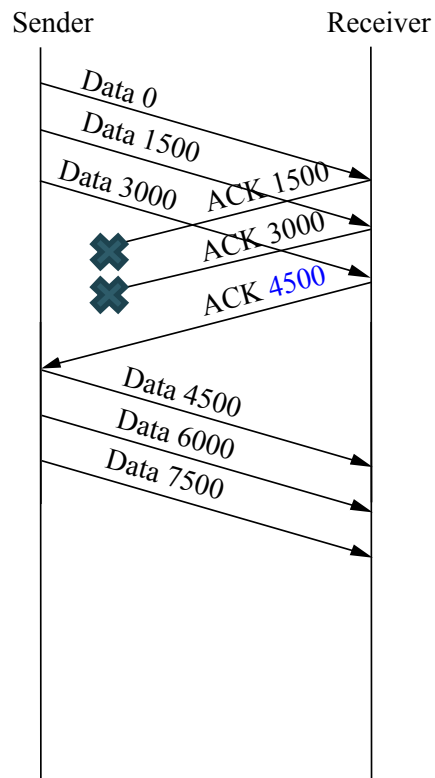 Sender
Receiver
Data 0
Data 1500
Data 3000
ACK 1500
ACK 3000
ACK 4500
Data 4500
Data 6000
Data 7500